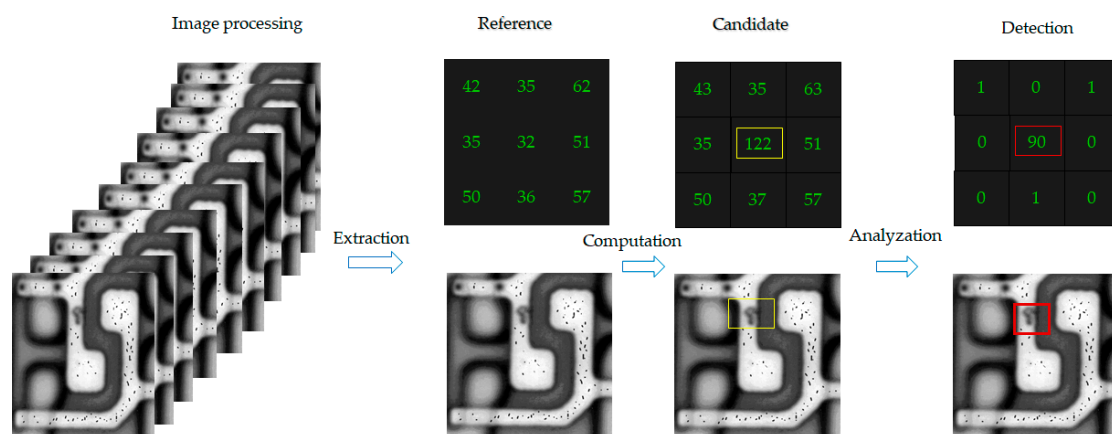 Image processing
Reference
Candidate
Detection
42 35 62
35 32 51
50 36 57
43 35 63
35 122 51
50 37 57
1 0 1
0 90 0
0 1 0
Extraction
Computation
Analyzation